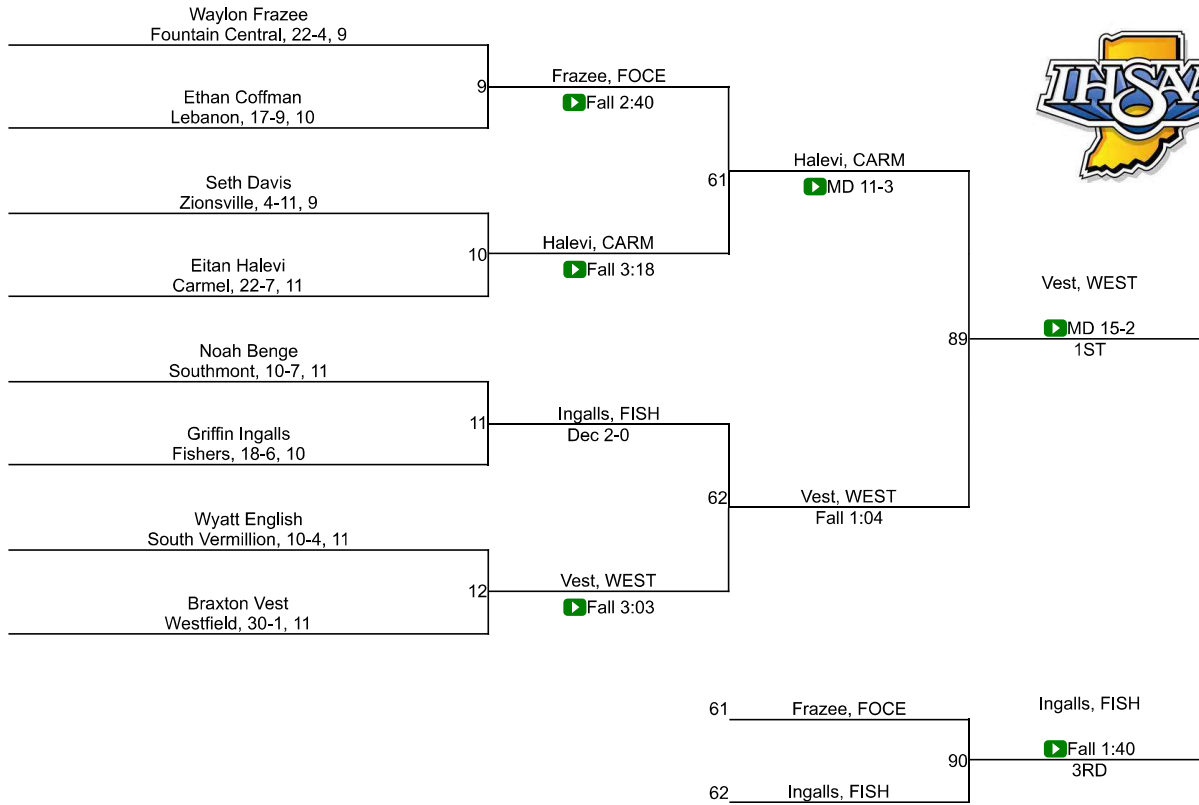 Waylon Frazee
Fountain Central, 22-4, 9
9
Frazee, FOCE
Fall 2:40
Ethan Coffman
Lebanon, 17-9, 10
61
Halevi, CARM
MD 11-3
Seth Davis
Zionsville, 4-11, 9
10
Halevi, CARM
Fall 3:18
Eitan Halevi
Carmel, 22-7, 11
89
Vest, WEST
MD 15-2
1ST
Noah Benge
Southmont, 10-7, 11
11
Ingalls, FISH
Dec 2-0
Griffin Ingalls
Fishers, 18-6, 10
62
Vest, WEST
Fall 1:04
Wyatt English
South Vermillion, 10-4, 11
12
Vest, WEST
Fall 3:03
Braxton Vest
Westfield, 30-1, 11
61
Frazee, FOCE
90
Ingalls, FISH
Fall 1:40
3RD
62
Ingalls, FISH
IHSAA